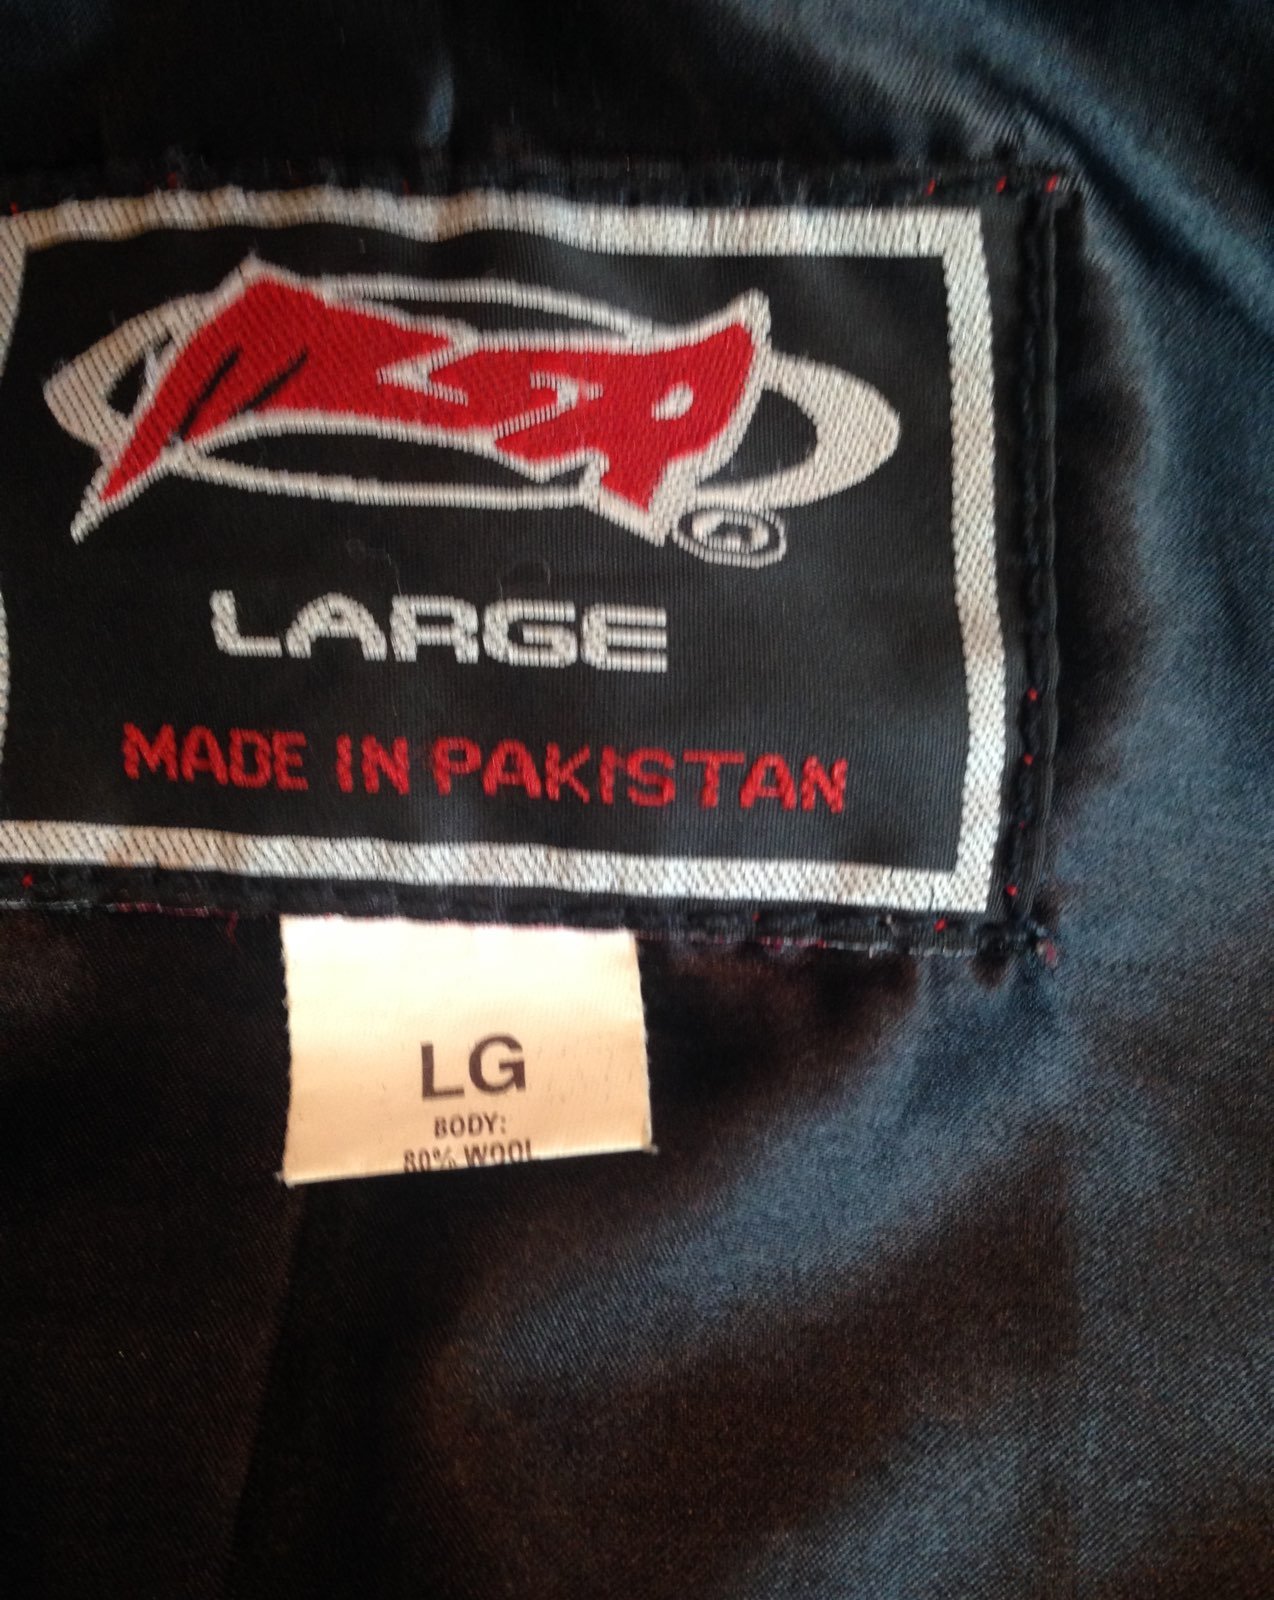 ®
LARGE
MADE IN PAKISTAN
LG
BODY:
80% WOOL